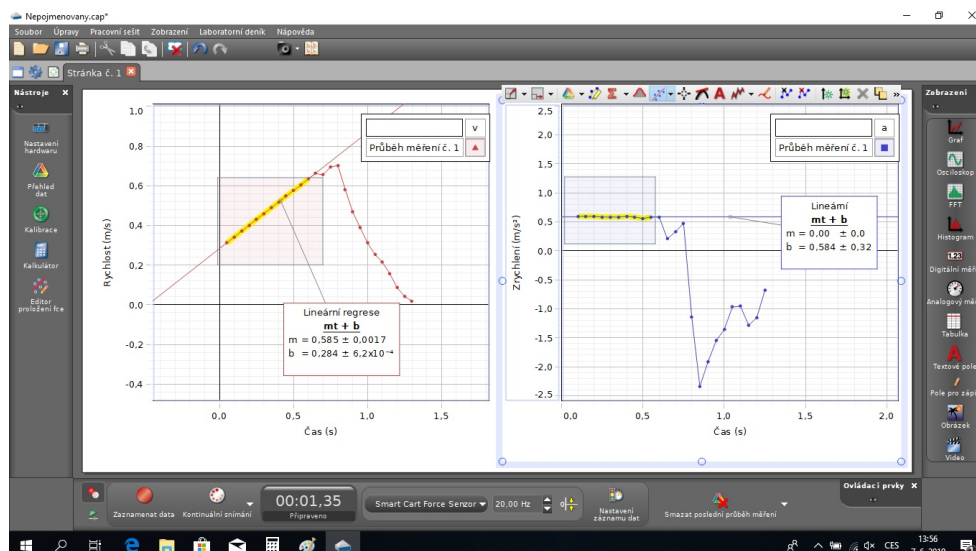 Nepojmenovany.cap*
Soubor Úpravy Pracovní sešit Zobrazení Laboratorní deník Nápověda
Stránka č. 1
Nástroje
Nastavení
hardwaru
Přehled
dat
Kalibrace
Kalkulátor
Editor
proložení fce
1,0
0,8
0,6
0,4
0,2
0,0
-0,2
-0,4
Rychlost (m/s)
0,0 0,5 1,0 1,5
Čas (s)
v
Průběh měření č. 1
Lineární regrese
mt + b
m = 0,585 ± 0,0017
b = 0,284 ± 6,2x10⁻⁴
2,5
2,0
1,5
1,0
0,5
0,0
-0,5
-1,0
-1,5
-2,0
-2,5
Zrychlení (m/s²)
0,0 0,5 1,0 1,5 2,0
Čas (s)
a
Průběh měření č. 1
Lineární
mt + b
m = 0,00 ± 0,0
b = 0,584 ± 0,32
Zobrazení
Graf
Osciloskop
FFT
Histogram
1.23
Digitální měři
Analogový měi
Tabulka
A
Textové pole
Pole pro zápi
Obrázek
Video
Zaznamenat data
Kontinuální snímání
00:01,35
Připraveno
Smart Cart Force Senzor
20,00 Hz
Nastavení
záznamu dat
Smazat poslední průběh měření
Ovládací prvky
CES
13:56